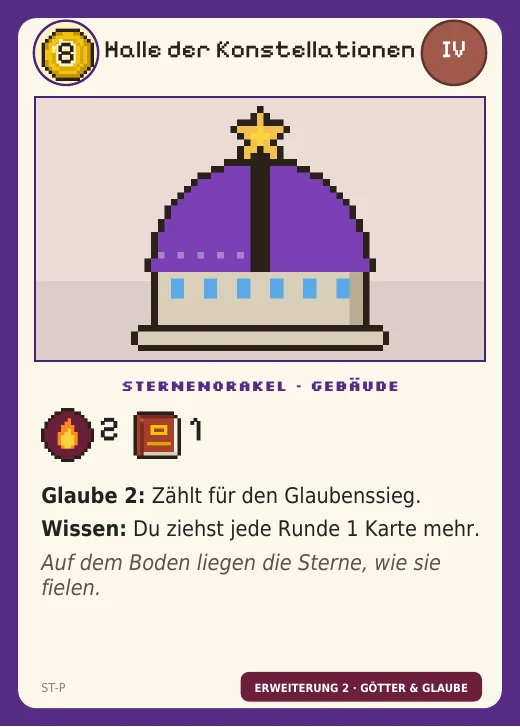 8 Halle der Konstellationen IV
STERNENORAKEL · GEBÄUDE
2 1
Glaube 2: Zählt für den Glaubenssieg.
Wissen: Du ziehst jede Runde 1 Karte mehr.
Auf dem Boden liegen die Sterne, wie sie
fielen.
ST-P ERWEITERUNG 2 · GÖTTER & GLAUBE